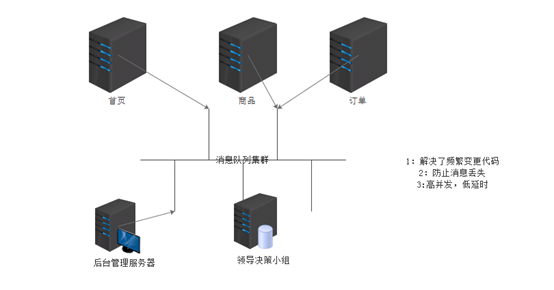 首页
商品
订单
消息队列集群
1: 解决了频繁变更代码
2: 防止消息丢失
3:高并发，低延时
后台管理服务器
领导决策小组